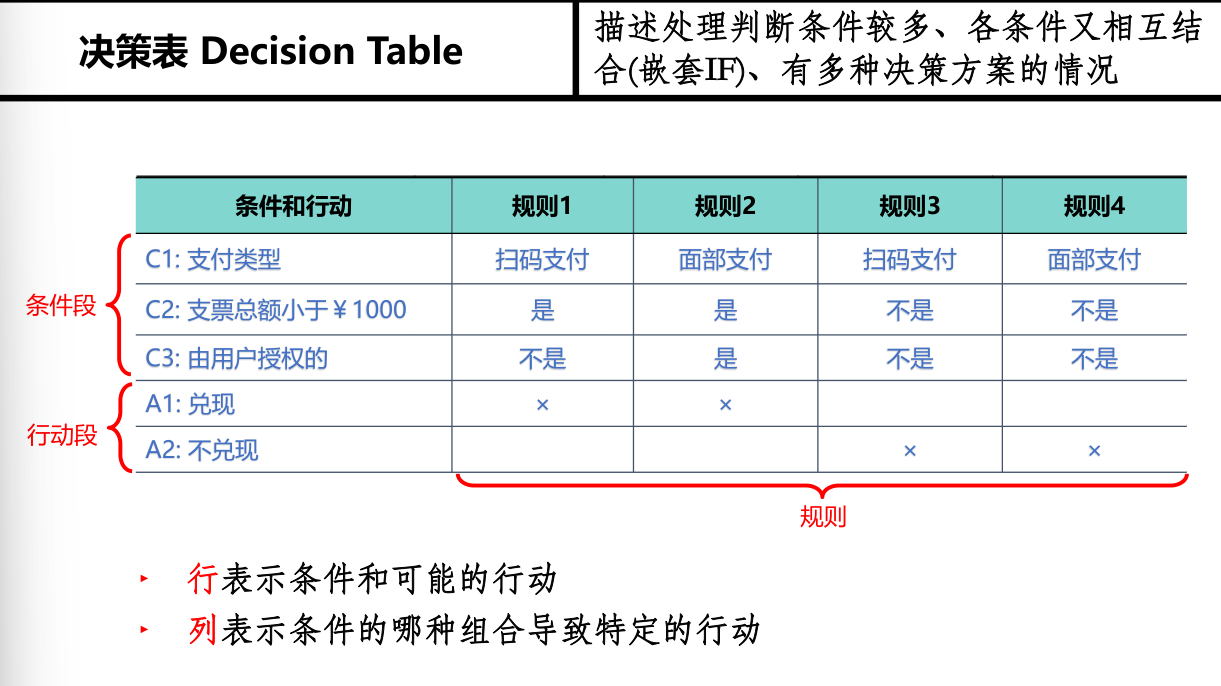 决策表 Decision Table
描述处理判断条件较多、各条件又相互结
合(嵌套IF)、有多种决策方案的情况
条件和行动 规则1 规则2 规则3 规则4
C1: 支付类型 扫码支付 面部支付 扫码支付 面部支付
条件段
C2: 支票总额小于￥1000 是 是 不是 不是
C3: 由用户授权的 不是 是 不是 不是
A1: 兑现 × ×
行动段
A2: 不兑现 × ×
规则
‣ 行表示条件和可能的行动
‣ 列表示条件的哪种组合导致特定的行动